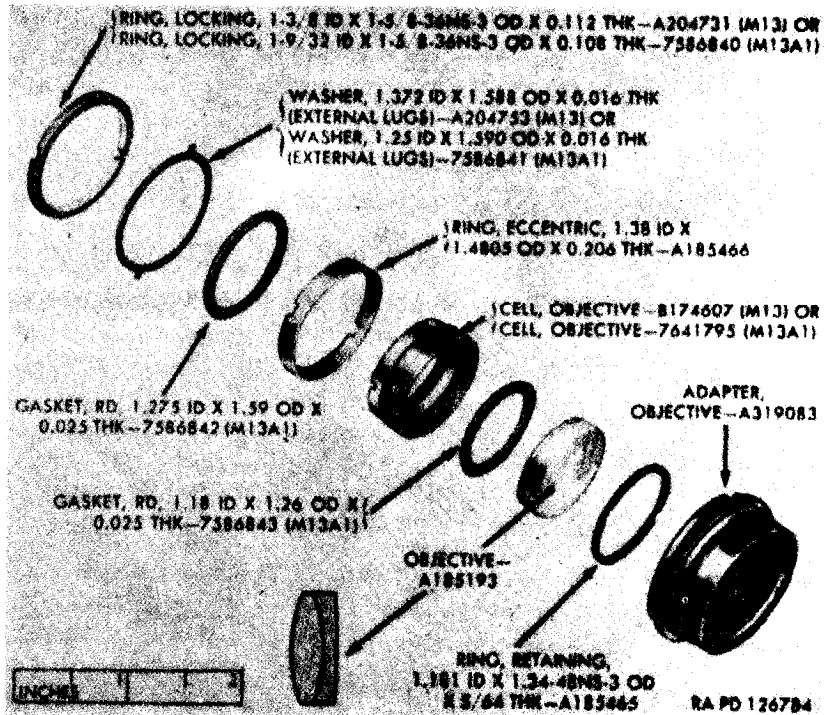 RING, LOCKING, 1-3/8 ID X 1-5/8-36NS-3 OD X 0.112 THK—A204731 (M13) OR
RING, LOCKING, 1-9/32 ID X 1-5/8-36NS-3 OD X 0.108 THK—7586840 (M13A1)
WASHER, 1.372 ID X 1.588 OD X 0.016 THK
(EXTERNAL LUGS)—A204753 (M13) OR
WASHER, 1.25 ID X 1.590 OD X 0.016 THK
(EXTERNAL LUGS)—7586841 (M13A1)
RING, ECCENTRIC, 1.38 ID X
1.4805 OD X 0.206 THK—A185466
CELL, OBJECTIVE—B174607 (M13) OR
CELL, OBJECTIVE—7641795 (M13A1)
ADAPTER,
OBJECTIVE—A319083
GASKET, RD, 1.275 ID X 1.59 OD X
0.025 THK—7586842 (M13A1)
GASKET, RD, 1.18 ID X 1.26 OD X
0.025 THK—7586843 (M13A1)
OBJECTIVE—
A185193
RING, RETAINING,
1.181 ID X 1.34-48NS-3 OD
X 5/64 THK—A185465
INCHES 1 2
RA PD 126784